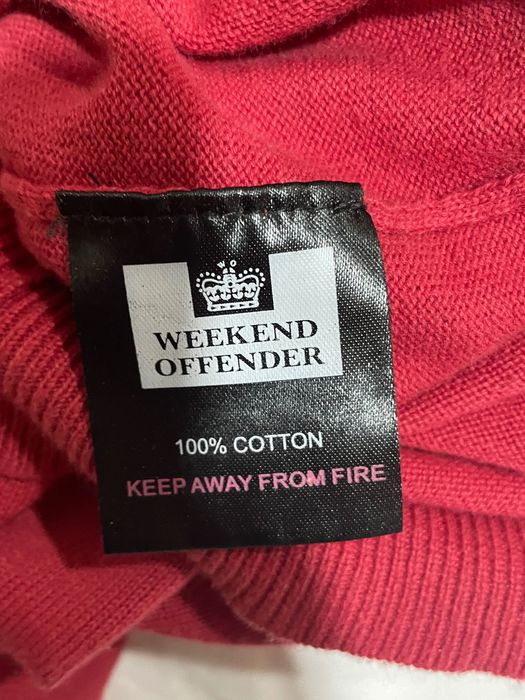 W O
WEEKEND
OFFENDER
100% COTTON
KEEP AWAY FROM FIRE